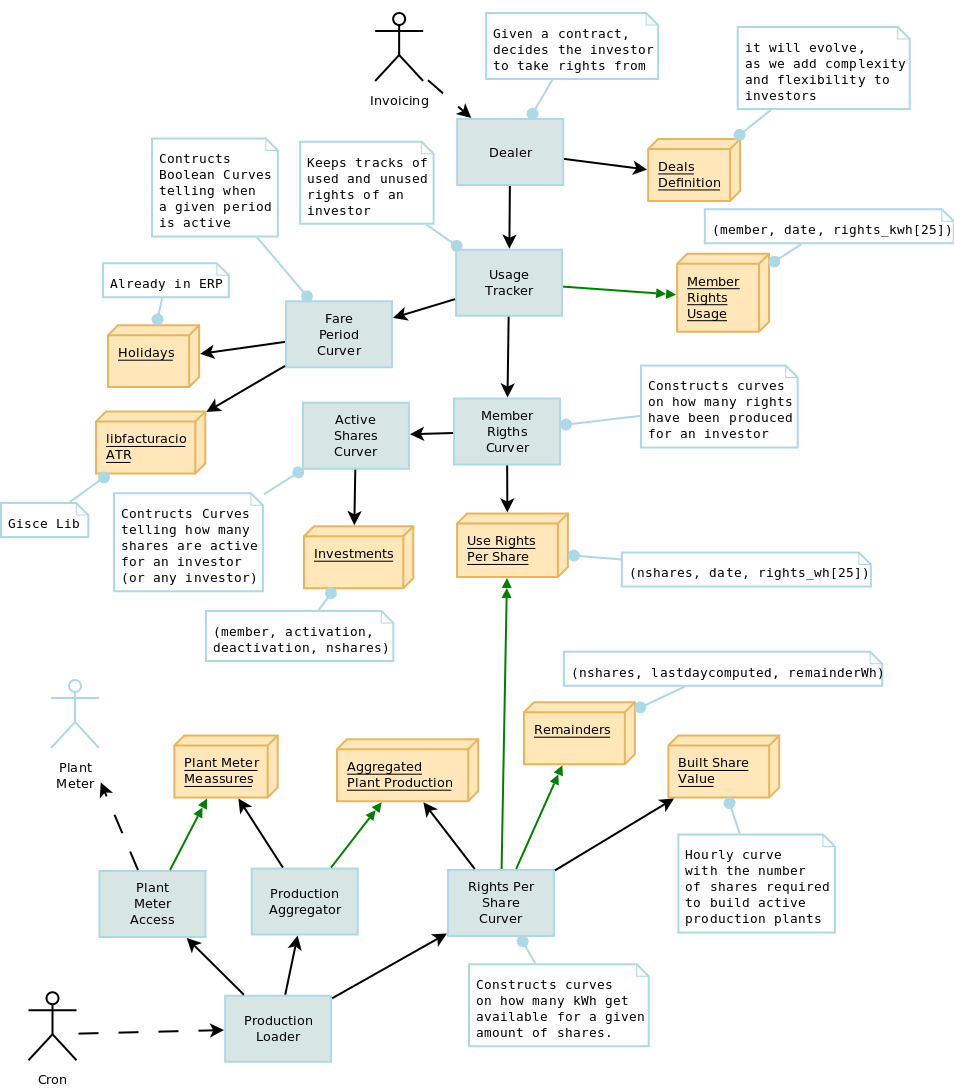 Given a contract,
decides the investor
to take rights from
it will evolve,
as we add complexity
and flexibility to
investors
Invoicing
Dealer
Deals
Definition
Contructs
Boolean Curves
telling when
a given period
is active
Keeps tracks of
used and unused
rights of an
investor
(member, date, rights_kwh[25])
Already in ERP
Usage
Tracker
Member
Rights
Usage
Fare
Period
Curver
Holidays
Constructs curves
on how many rights
have been produced
for an investor
Active
Shares
Curver
Member
Rigths
Curver
libfacturacio
ATR
Gisce Lib
Contructs Curves
telling how many
shares are active
for an investor
(or any investor)
Investments
Use Rights
Per Share
(nshares, date, rights_wh[25])
(member, activation,
deactivation, nshares)
(nshares, lastdaycomputed, remainderWh)
Plant
Meter
Plant Meter
Meassures
Aggregated
Plant Production
Remainders
Built Share
Value
Hourly curve
with the number
of shares required
to build active
production plants
Plant
Meter
Access
Production
Aggregator
Rights Per
Share
Curver
Constructs curves
on how many kWh get
available for a given
amount of shares.
Production
Loader
Cron